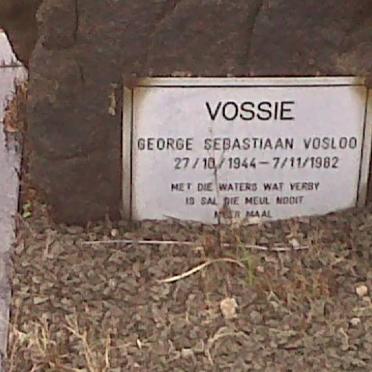 VOSSIE
GEORGE SEBASTIAAN VOSLOO
27/10/1944 - 7/11/1982
MET DIE WATERS WAT VERBY
IS SAL DIE MEUL NOOIT
MEER MAAL